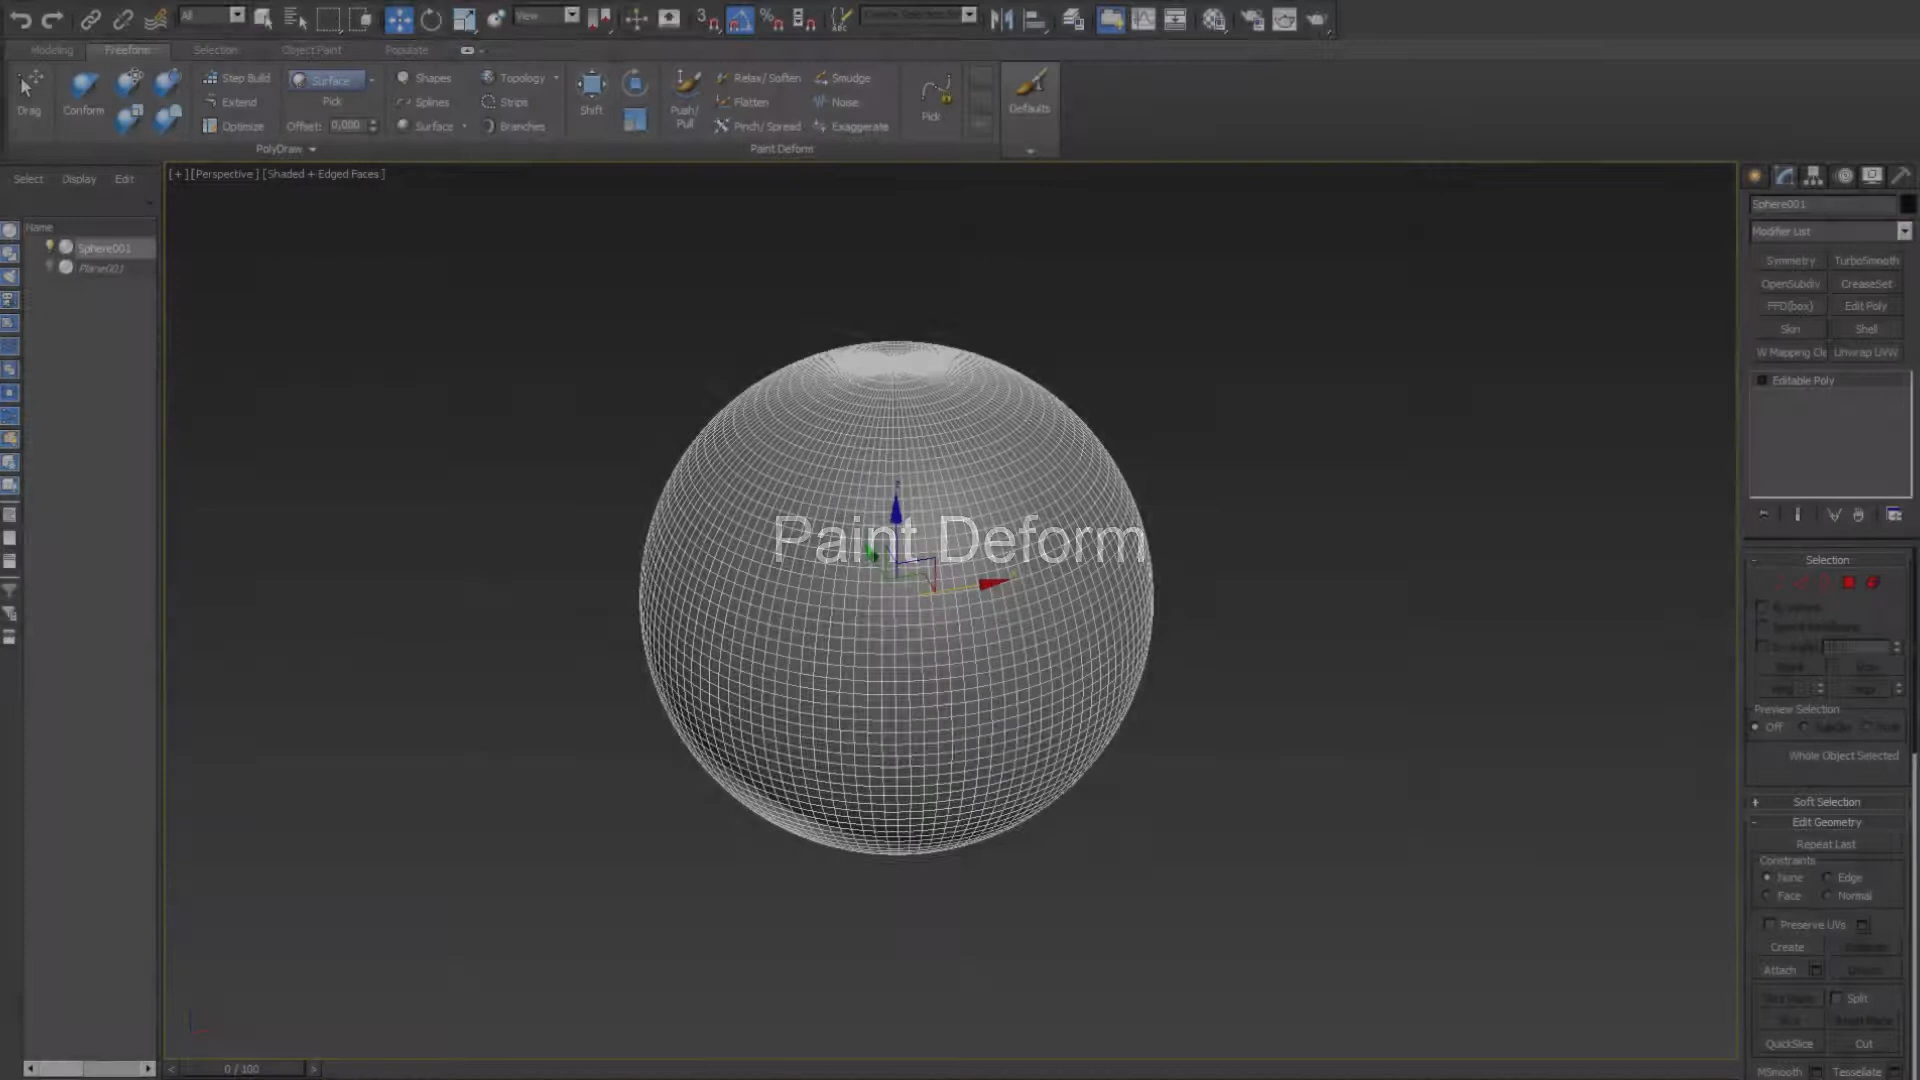 All
View
Modeling Freeform Selection Object Paint Populate
Drag
Conform
Step Build
Extend
Optimize
Surface
Pick
Offset: 0,000
Shapes
Splines
Surface
Topology
Strips
Branches
PolyDraw
Shift
Push/
Pull
Relax/Soften
Flatten
Pinch/Spread
Smudge
Noise
Exaggerate
Paint Deform
Pick
Defaults
Select Display Edit
Name
Sphere001
Plane001
[+][Perspective][Shaded + Edged Faces]
Paint Deform
Sphere001
Modifier List
Symmetry TurboSmooth
OpenSubdiv CreaseSet
FFD(box) Edit Poly
Skin Shell
W Mapping Cle Unwrap UVW
Editable Poly
Selection
Preview Selection
Off
Whole Object Selected
Soft Selection
Edit Geometry
Repeat Last
Constraints
None Edge
Face Normal
Preserve UVs
Create
Attach
Split
QuickSlice Cut
MSmooth Tessellate
0 / 100